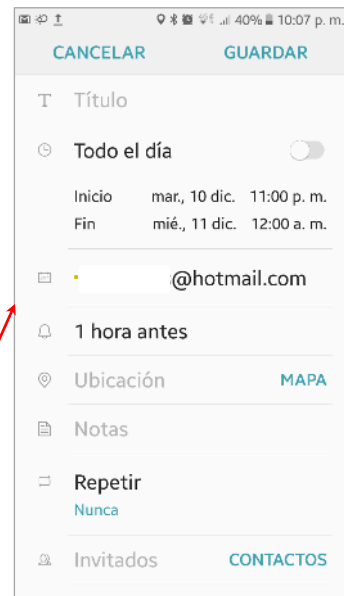 40% 10:07 p. m.
CANCELAR GUARDAR
T Título
Todo el día
Inicio mar., 10 dic. 11:00 p. m.
Fin mié., 11 dic. 12:00 a. m.
@hotmail.com
1 hora antes
Ubicación MAPA
Notas
Repetir
Nunca
Invitados CONTACTOS